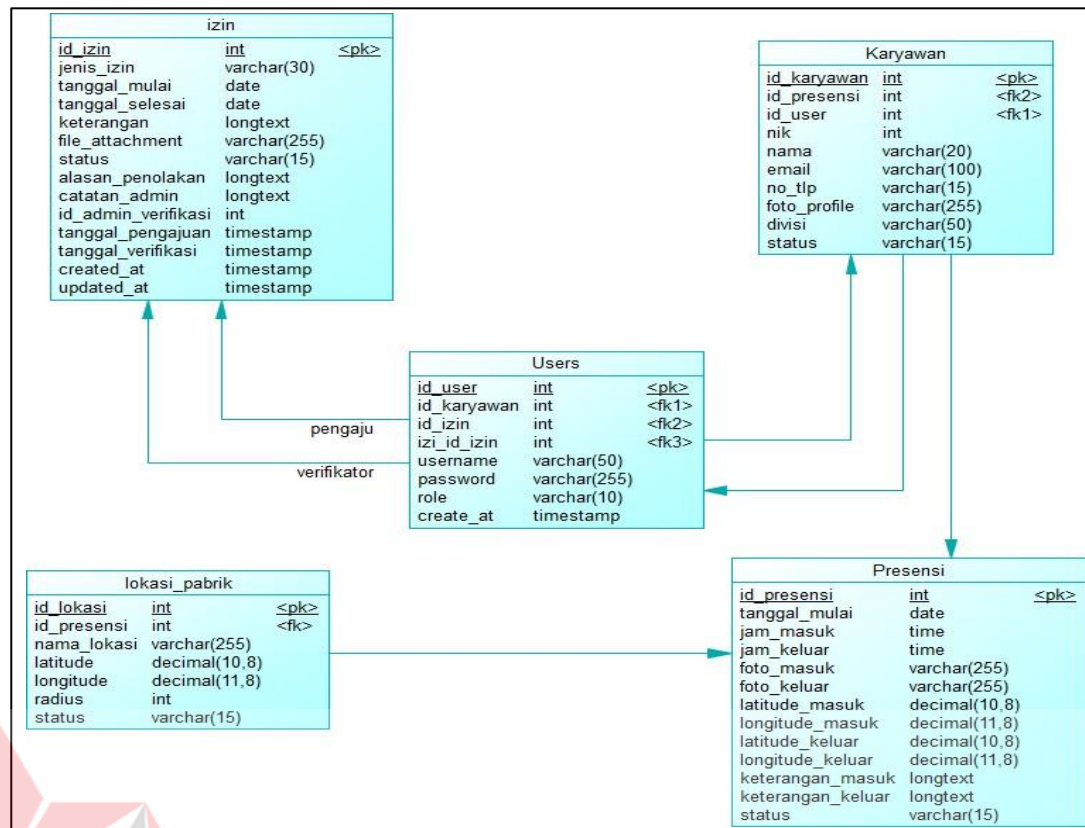 izin
id_izin int <pk>
jenis_izin varchar(30)
tanggal_mulai date
tanggal_selesai date
keterangan longtext
file_attachment varchar(255)
status varchar(15)
alasan_penolakan longtext
catatan_admin longtext
id_admin_verifikasi int
tanggal_pengajuan timestamp
tanggal_verifikasi timestamp
created_at timestamp
updated_at timestamp
Karyawan
id_karyawan int <pk>
id_presensi int <fk2>
id_user int <fk1>
nik int
nama varchar(20)
email varchar(100)
no_tlp varchar(15)
foto_profile varchar(255)
divisi varchar(50)
status varchar(15)
pengaju
verifikator
Users
id_user int <pk>
id_karyawan int <fk1>
id_izin int <fk2>
izi_id_izin int <fk3>
username varchar(50)
password varchar(255)
role varchar(10)
create_at timestamp
lokasi_pabrik
id_lokasi int <pk>
id_presensi int <fk>
nama_lokasi varchar(255)
latitude decimal(10,8)
longitude decimal(11,8)
radius int
status varchar(15)
Presensi
id_presensi int <pk>
tanggal_mulai date
jam_masuk time
jam_keluar time
foto_masuk varchar(255)
foto_keluar varchar(255)
latitude_masuk decimal(10,8)
longitude_masuk decimal(11,8)
latitude_keluar decimal(10,8)
longitude_keluar decimal(11,8)
keterangan_masuk longtext
keterangan_keluar longtext
status varchar(15)